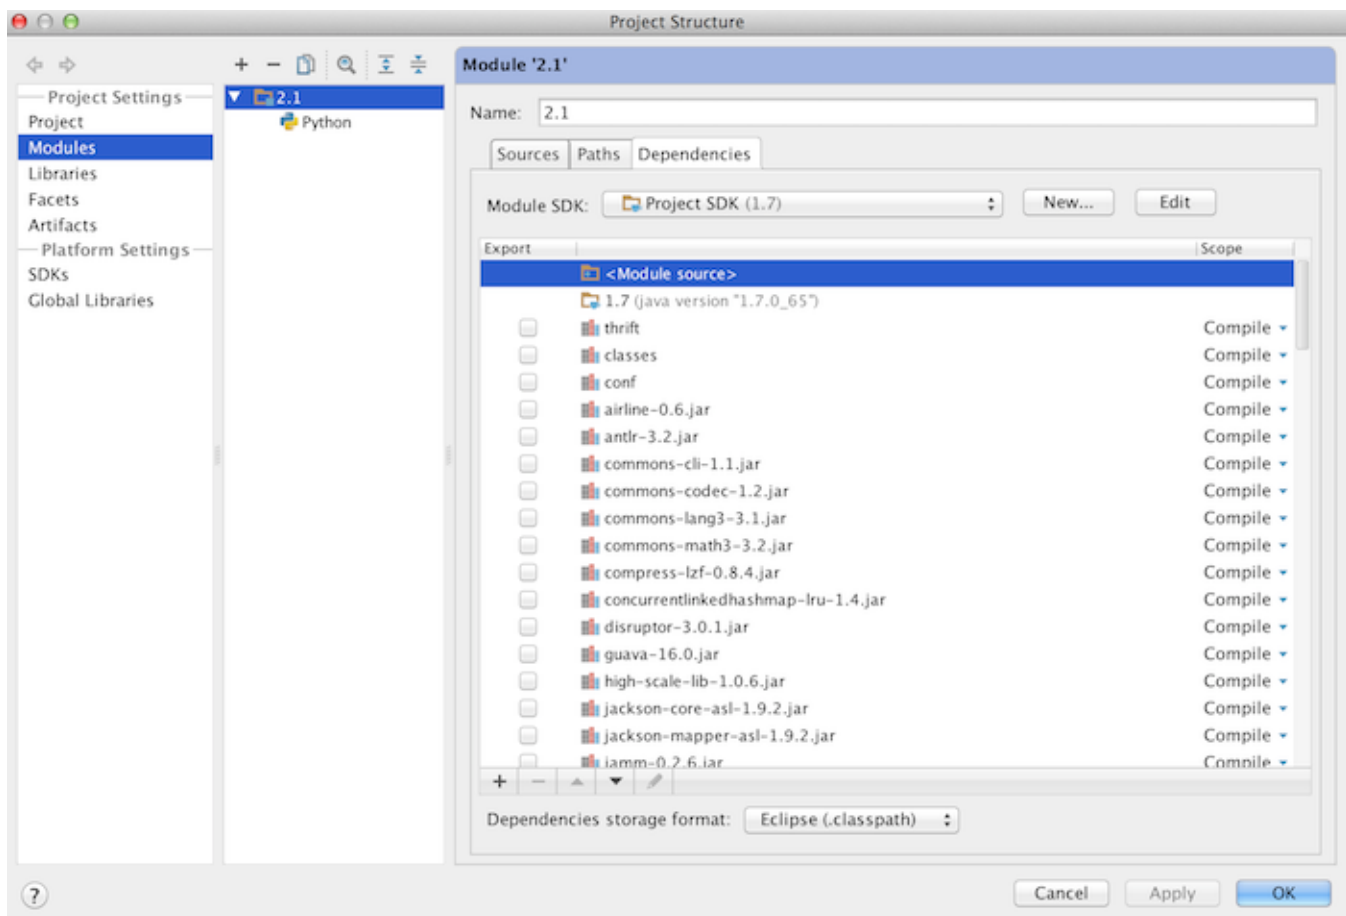 Project Structure
Project Settings
Project
Modules
Libraries
Facets
Artifacts
Platform Settings
SDKs
Global Libraries
2.1
Python
Module '2.1'
Name: 2.1
Sources Paths Dependencies
Module SDK: Project SDK (1.7) New... Edit
Export Scope
<Module source>
1.7 (java version "1.7.0_65")
thrift Compile
classes Compile
conf Compile
airline-0.6.jar Compile
antlr-3.2.jar Compile
commons-cli-1.1.jar Compile
commons-codec-1.2.jar Compile
commons-lang3-3.1.jar Compile
commons-math3-3.2.jar Compile
compress-lzf-0.8.4.jar Compile
concurrentlinkedhashmap-lru-1.4.jar Compile
disruptor-3.0.1.jar Compile
guava-16.0.jar Compile
high-scale-lib-1.0.6.jar Compile
jackson-core-asl-1.9.2.jar Compile
jackson-mapper-asl-1.9.2.jar Compile
jamm-0.2.6.jar Compile
Dependencies storage format: Eclipse (.classpath)
? Cancel Apply OK